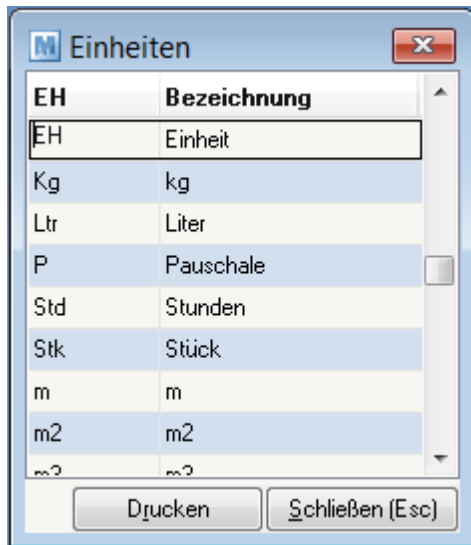 M Einheiten
EH Bezeichnung
EH Einheit
Kg kg
Ltr Liter
P Pauschale
Std Stunden
Stk Stück
m m
m2 m2
Drucken Schließen (Esc)